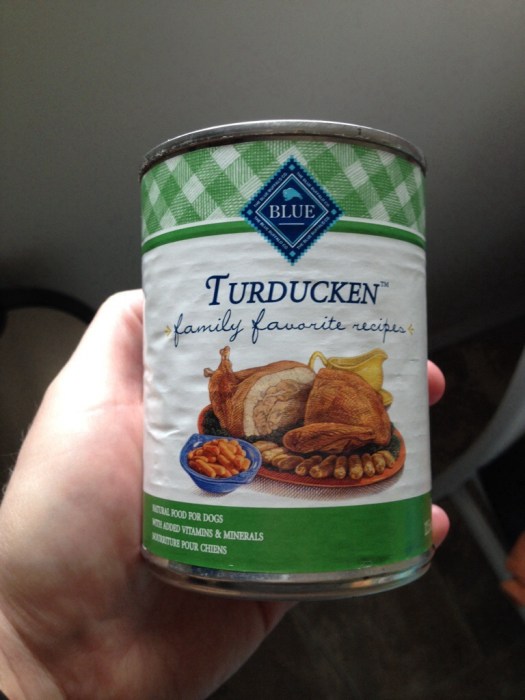 BLUE
TURDUCKEN™
family favorite recipes
NATURAL FOOD FOR DOGS
WITH ADDED VITAMINS & MINERALS
NOURRITURE POUR CHIENS